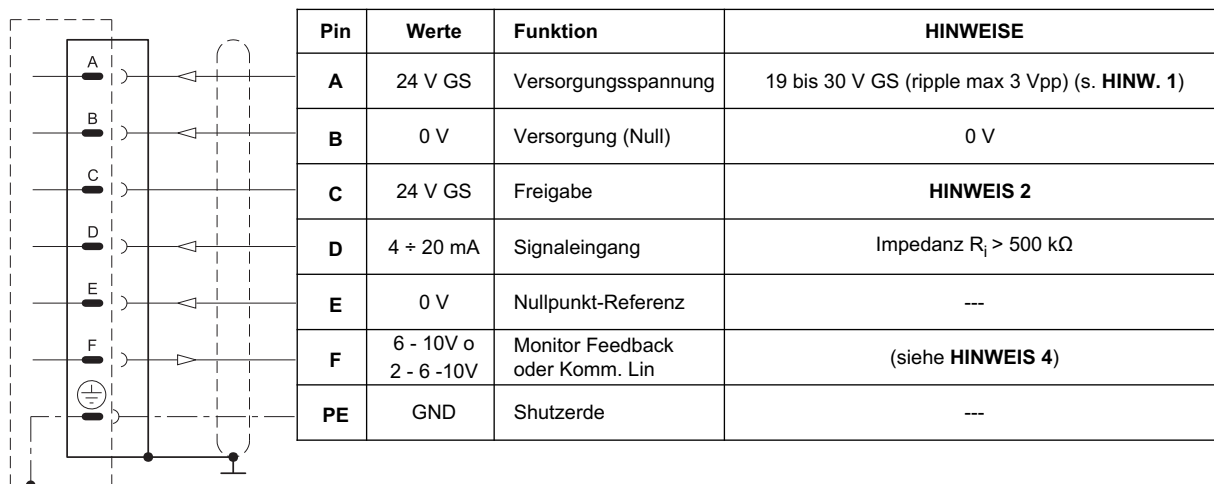 Pin Werte Funktion HINWEISE
A A 24 V GS Versorgungsspannung 19 bis 30 V GS (ripple max 3 Vpp) (s. HINW. 1)
B B 0 V Versorgung (Null) 0 V
C C 24 V GS Freigabe HINWEIS 2
D D 4 ÷ 20 mA Signaleingang Impedanz Ri > 500 kΩ
E E 0 V Nullpunkt-Referenz ---
F F 6 - 10V o Monitor Feedback (siehe HINWEIS 4)
2 - 6 -10V oder Komm. Lin
PE GND Shutzerde ---